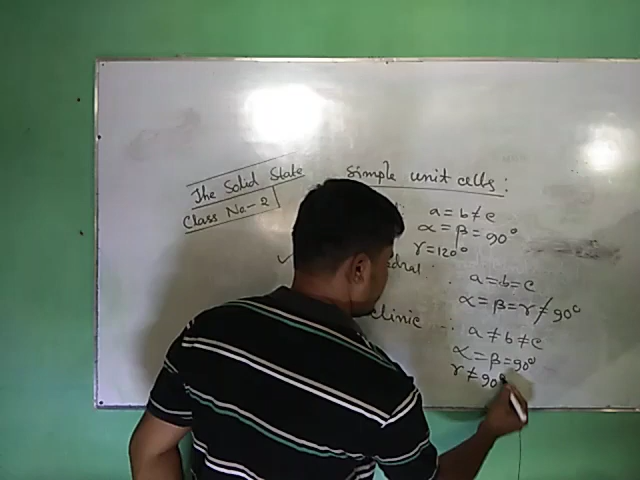 The Solid State
Class No-2
Simple unit cells:
a = b ≠ c
α = β = 90°
γ = 120°
✓
dral :
a = b = c
α = β = γ ≠ 90°
clinic :
a ≠ b ≠ c
α = β = 90°
γ ≠ 90°